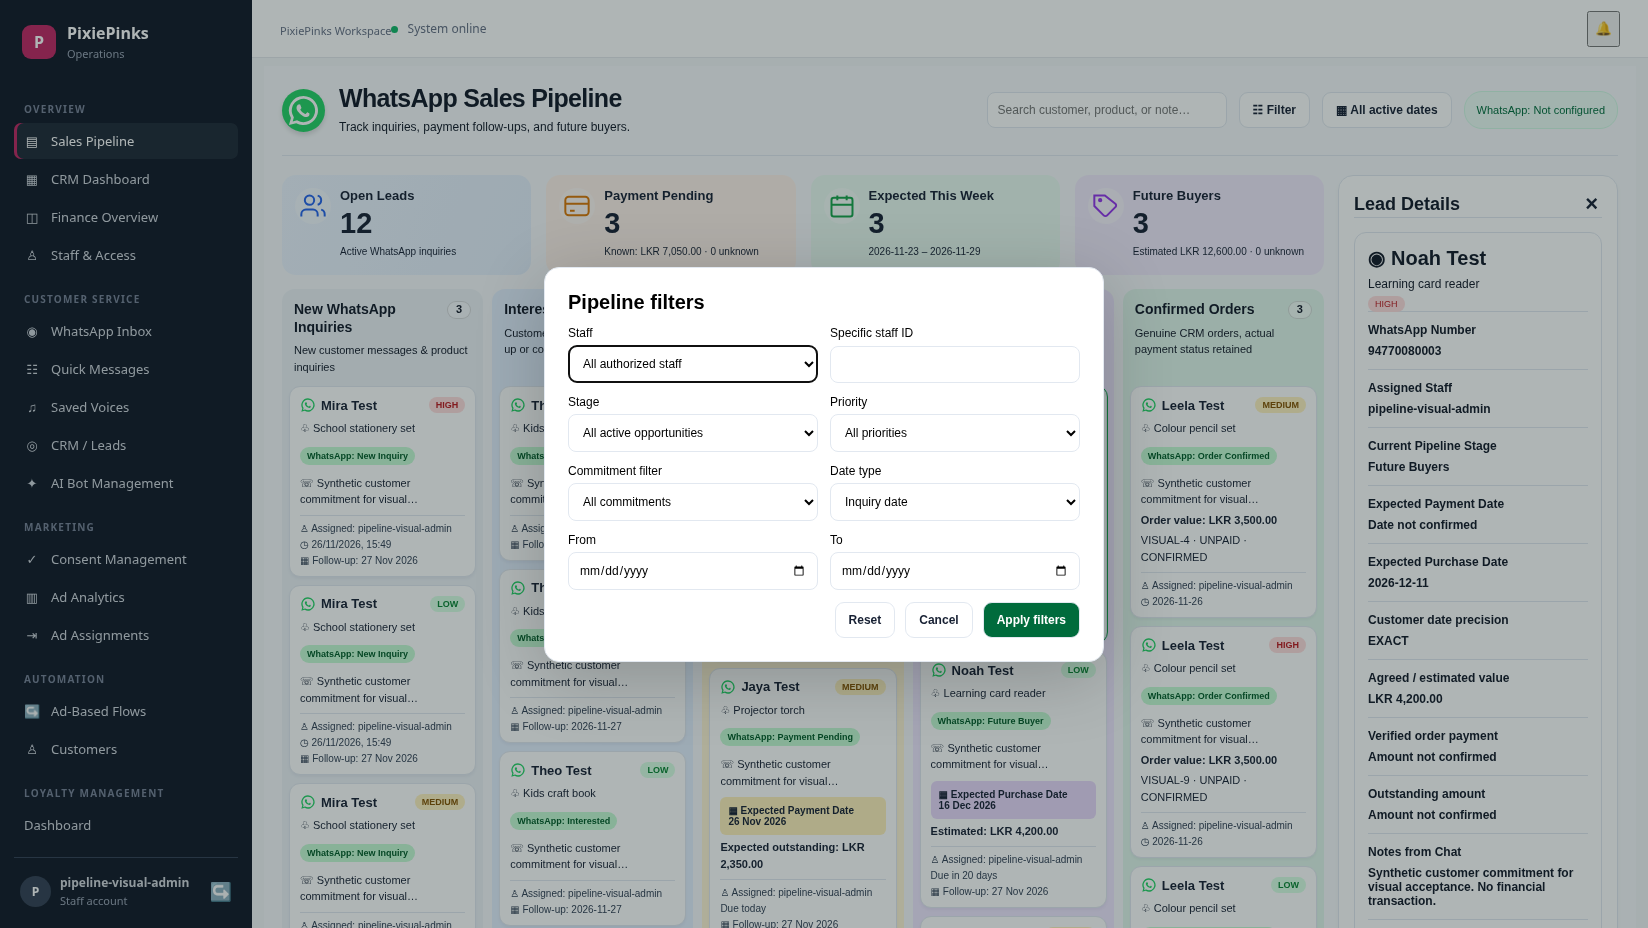 P
PixiePinks
Operations
OVERVIEW
Sales Pipeline
CRM Dashboard
Finance Overview
Staff & Access
CUSTOMER SERVICE
WhatsApp Inbox
Quick Messages
Saved Voices
CRM / Leads
AI Bot Management
MARKETING
Consent Management
Ad Analytics
Ad Assignments
AUTOMATION
Ad-Based Flows
Customers
LOYALTY MANAGEMENT
Dashboard
P
pipeline-visual-admin
Staff account
PixiePinks Workspace
System online
WhatsApp Sales Pipeline
Track inquiries, payment follow-ups, and future buyers.
Search customer, product, or note…
Filter
All active dates
WhatsApp: Not configured
Open Leads
12
Active WhatsApp inquiries
Payment Pending
3
Known: LKR 7,050.00 · 0 unknown
Expected This Week
3
2026-11-23 – 2026-11-29
Future Buyers
3
Estimated LKR 12,600.00 · 0 unknown
New WhatsApp
Inquiries
3
New customer messages & product
inquiries
Mira Test
HIGH
School stationery set
WhatsApp: New Inquiry
Synthetic customer
commitment for visual…
Assigned: pipeline-visual-admin
26/11/2026, 15:49
Follow-up: 27 Nov 2026
Mira Test
LOW
School stationery set
WhatsApp: New Inquiry
Synthetic customer
commitment for visual…
Assigned: pipeline-visual-admin
26/11/2026, 15:49
Follow-up: 27 Nov 2026
Mira Test
MEDIUM
School stationery set
WhatsApp: New Inquiry
Synthetic customer
commitment for visual…
Assigned: pipeline-visual-admin
Synthetic customer
commitment for visual…
Assigned: pipeline-visual-admin
Follow-up: 2026-11-27
Theo Test
LOW
Kids craft book
WhatsApp: Interested
Synthetic customer
commitment for visual…
Assigned: pipeline-visual-admin
Follow-up: 2026-11-27
Jaya Test
MEDIUM
Projector torch
WhatsApp: Payment Pending
Synthetic customer
commitment for visual…
Expected Payment Date
26 Nov 2026
Expected outstanding: LKR
2,350.00
Assigned: pipeline-visual-admin
Due today
Follow-up: 27 Nov 2026
Noah Test
LOW
Learning card reader
WhatsApp: Future Buyer
Synthetic customer
commitment for visual…
Expected Purchase Date
16 Dec 2026
Estimated: LKR 4,200.00
Assigned: pipeline-visual-admin
Due in 20 days
Follow-up: 27 Nov 2026
Confirmed Orders
3
Genuine CRM orders, actual
payment status retained
Leela Test
MEDIUM
Colour pencil set
WhatsApp: Order Confirmed
Synthetic customer
commitment for visual…
Order value: LKR 3,500.00
VISUAL-4 · UNPAID ·
CONFIRMED
Assigned: pipeline-visual-admin
2026-11-26
Leela Test
HIGH
Colour pencil set
WhatsApp: Order Confirmed
Synthetic customer
commitment for visual…
Order value: LKR 3,500.00
VISUAL-9 · UNPAID ·
CONFIRMED
Assigned: pipeline-visual-admin
2026-11-26
Leela Test
LOW
Colour pencil set
Pipeline filters
Staff
Specific staff ID
All authorized staff
Stage
Priority
All active opportunities
All priorities
Commitment filter
Date type
All commitments
Inquiry date
From
To
mm/dd/yyyy
mm/dd/yyyy
Reset
Cancel
Apply filters
Lead Details
×
Noah Test
Learning card reader
HIGH
WhatsApp Number
94770080003
Assigned Staff
pipeline-visual-admin
Current Pipeline Stage
Future Buyers
Expected Payment Date
Date not confirmed
Expected Purchase Date
2026-12-11
Customer date precision
EXACT
Agreed / estimated value
LKR 4,200.00
Verified order payment
Amount not confirmed
Outstanding amount
Amount not confirmed
Notes from Chat
Synthetic customer commitment for
visual acceptance. No financial
transaction.